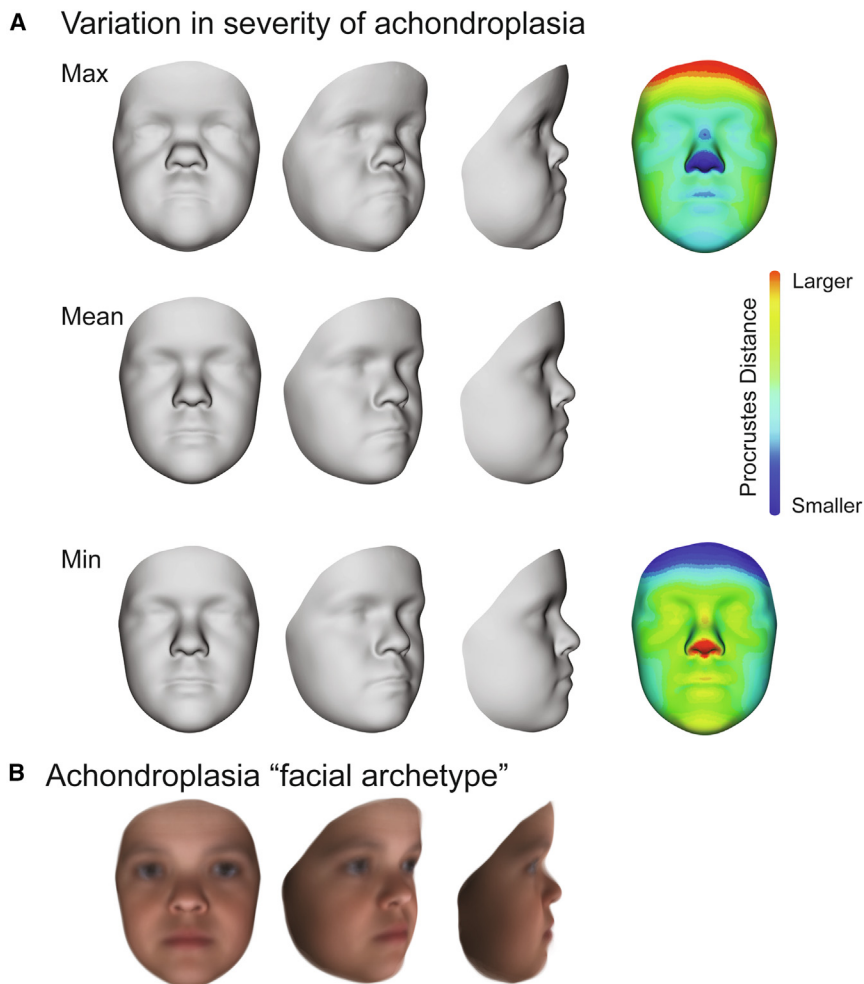 A Variation in severity of achondroplasia
Max
Larger
Mean
Procrustes Distance
Smaller
Min
B Achondroplasia “facial archetype”